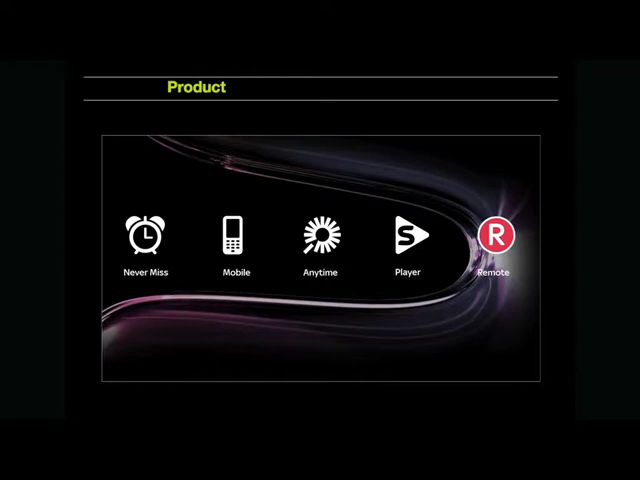 Product
S
R
Never Miss
Mobile
Anytime
Player
Remote